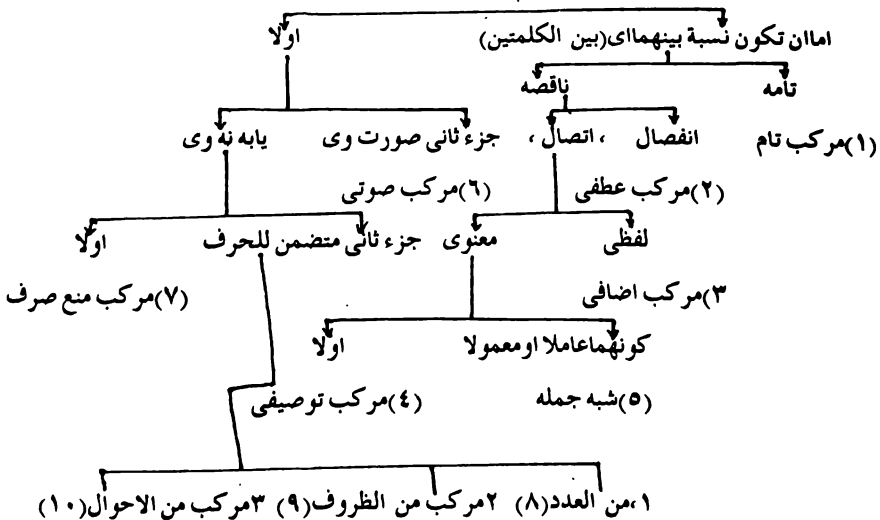 اماان تكون نسبة بينهمااى(بين الكلمتين) اولا
تامه ناقصه
(١)مركب تام انفصال ، اتصال ، جزء ثانى صورت وى يابه نه وى
(٢)مركب عطفى (٦)مركب صوتى
لفظى معنوى جزء ثانى متضمن للحرف اولا
(٣)مركب اضافى (٧)مركب منع صرف
كونهماعاملا اومعمولا اولا
(٥)شبه جمله (٤)مركب توصيفى
١،من العدد(٨) ٢مركب من الظروف(٩) ٣مركب من الاحوال(١٠)